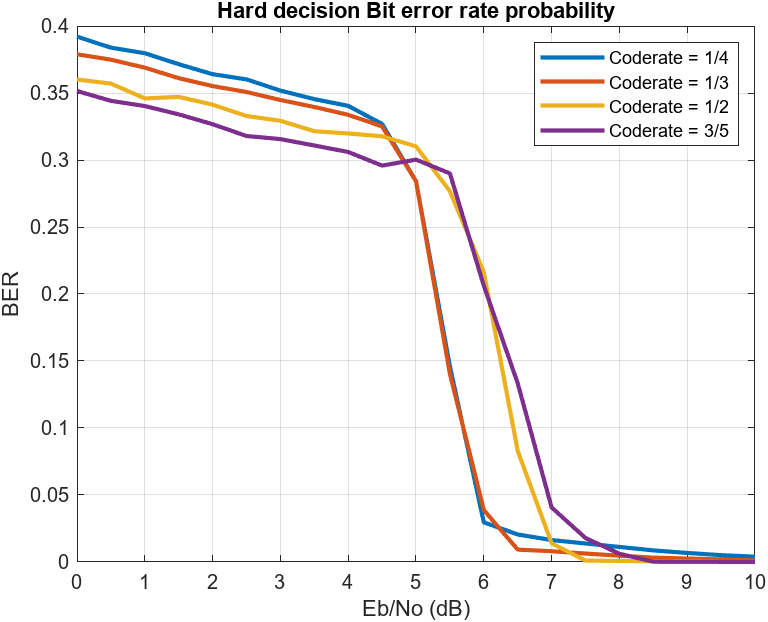 Hard decision Bit error rate probability
0.4
0.35
0.3
0.25
0.2
0.15
0.1
0.05
0
BER
Coderate = 1/4
Coderate = 1/3
Coderate = 1/2
Coderate = 3/5
0 1 2 3 4 5 6 7 8 9 10
Eb/No (dB)